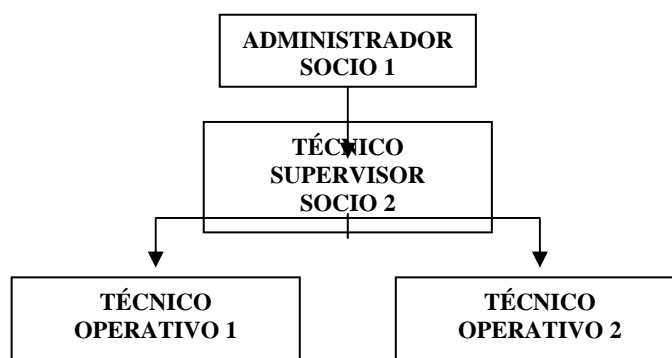 ADMINISTRADOR
SOCIO 1
TÉCNICO
SUPERVISOR
SOCIO 2
TÉCNICO
OPERATIVO 1
TÉCNICO
OPERATIVO 2